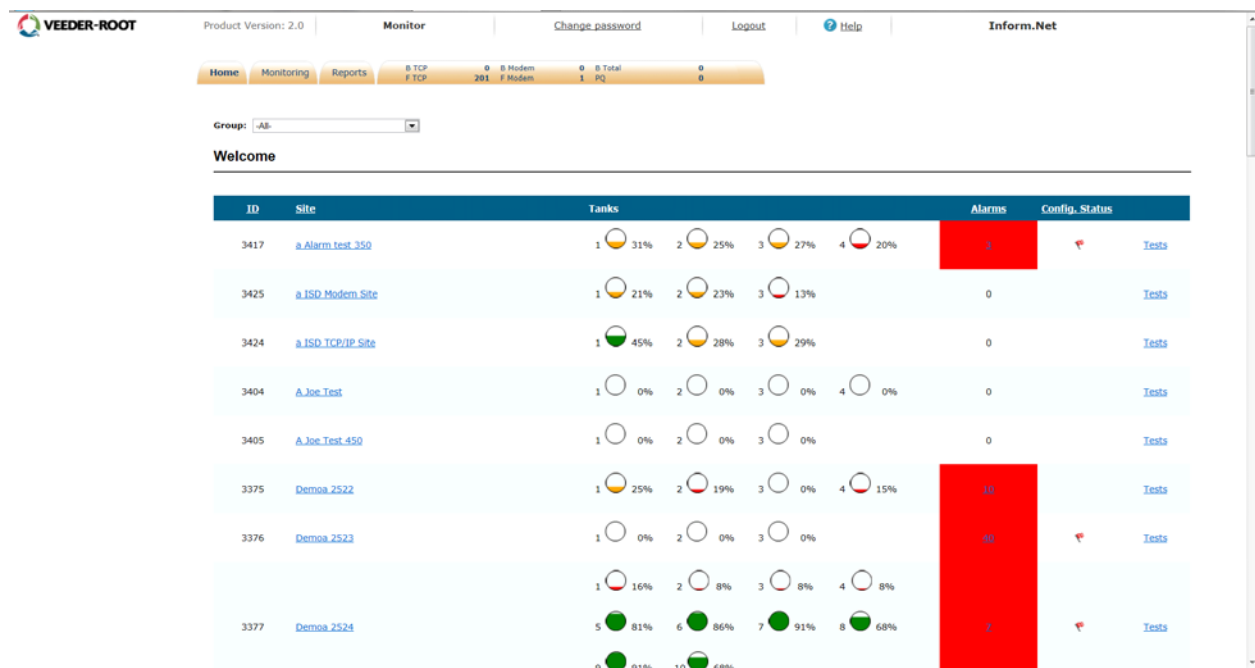 VEEDER-ROOT Product Version: 2.0 Monitor Change password Logout Help Inform.Net
Home Monitoring Reports
B TCP 0 B Modem 0 B Total 0
F TCP 201 F Modem 1 PQ 0
Group: -All-
Welcome
ID Site Tanks Alarms Config. Status
3417 a Alarm test 350 1 31% 2 25% 3 27% 4 20% Tests
3425 a ISD Modem Site 1 21% 2 23% 3 13% 0 Tests
3424 a ISD TCP/IP Site 1 45% 2 28% 3 29% 0 Tests
3404 A Joe Test 1 0% 2 0% 3 0% 4 0% 0 Tests
3405 A Joe Test 450 1 0% 2 0% 3 0% 0 Tests
3375 Demoa 2522 1 25% 2 19% 3 0% 4 15% 10 Tests
3376 Demoa 2523 1 0% 2 0% 3 0% 40 Tests
1 16% 2 8% 3 8% 4 8%
3377 Demoa 2524 5 81% 6 86% 7 91% 8 68% Tests
9 91% 10 68%